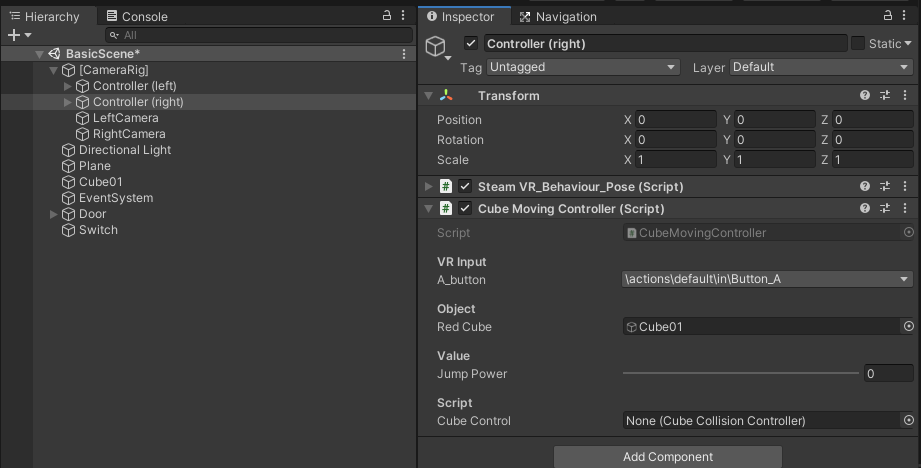 Hierarchy
Console
All
BasicScene*
[CameraRig]
Controller (left)
Controller (right)
LeftCamera
RightCamera
Directional Light
Plane
Cube01
EventSystem
Door
Switch
Inspector
Navigation
Controller (right)
Static
Tag Untagged
Layer Default
Transform
Position X 0 Y 0 Z 0
Rotation X 0 Y 0 Z 0
Scale X 1 Y 1 Z 1
# Steam VR_Behaviour_Pose (Script)
# Cube Moving Controller (Script)
Script CubeMovingController
VR Input
A_button \actions\default\in\Button_A
Object
Red Cube Cube01
Value
Jump Power 0
Script
Cube Control None (Cube Collision Controller)
Add Component